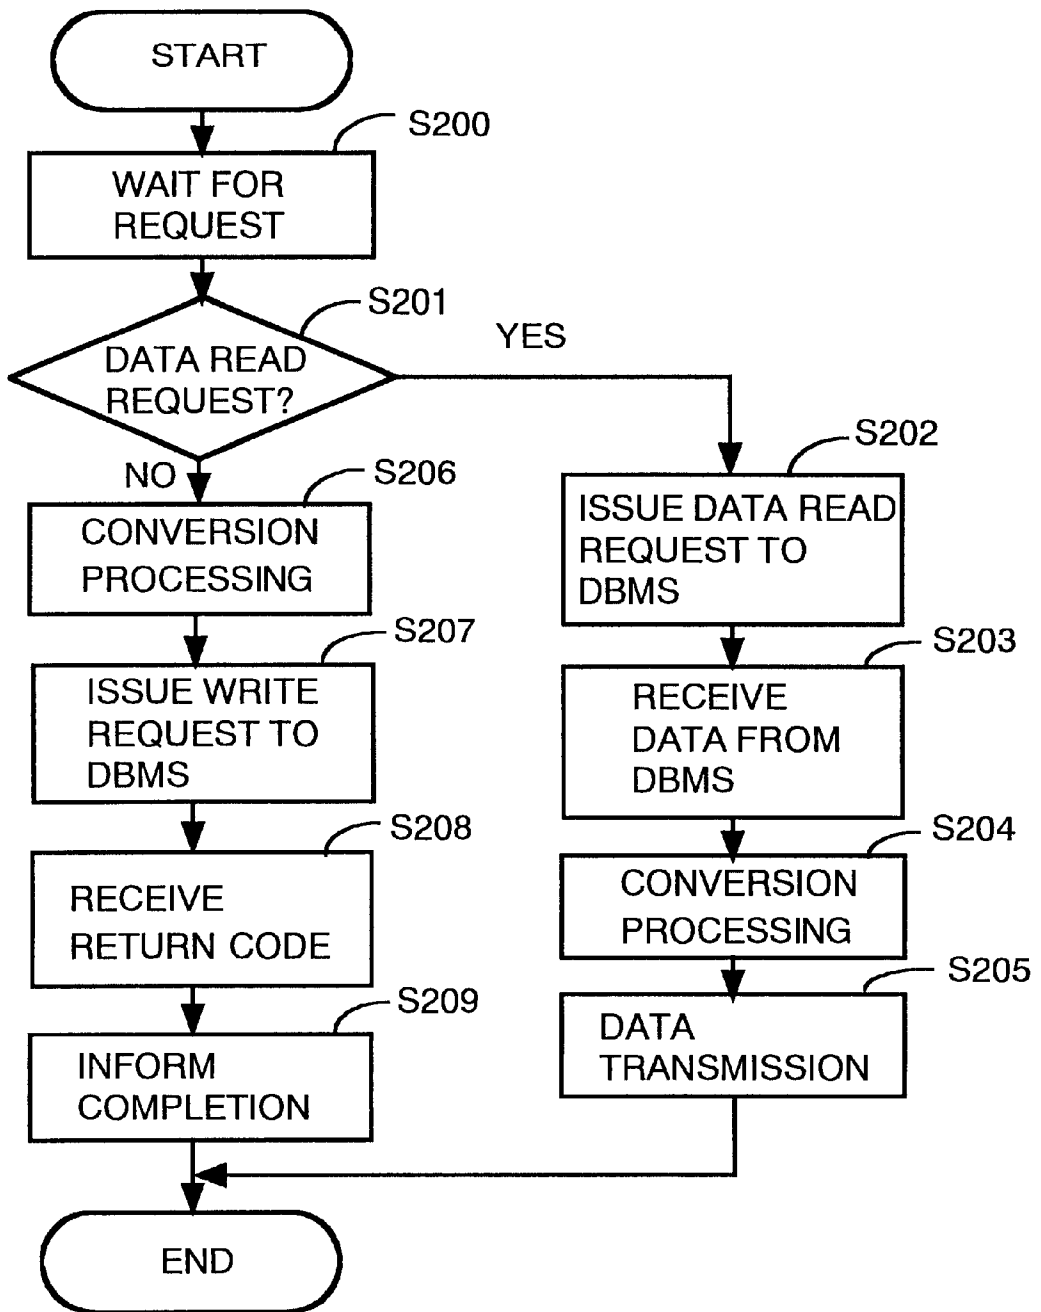 START
S200
WAIT FOR
REQUEST
S201
DATA READ
REQUEST?
YES
NO
S206
CONVERSION
PROCESSING
S207
ISSUE WRITE
REQUEST TO
DBMS
S208
RECEIVE
RETURN CODE
S209
INFORM
COMPLETION
S202
ISSUE DATA READ
REQUEST TO
DBMS
S203
RECEIVE
DATA FROM
DBMS
S204
CONVERSION
PROCESSING
S205
DATA
TRANSMISSION
END